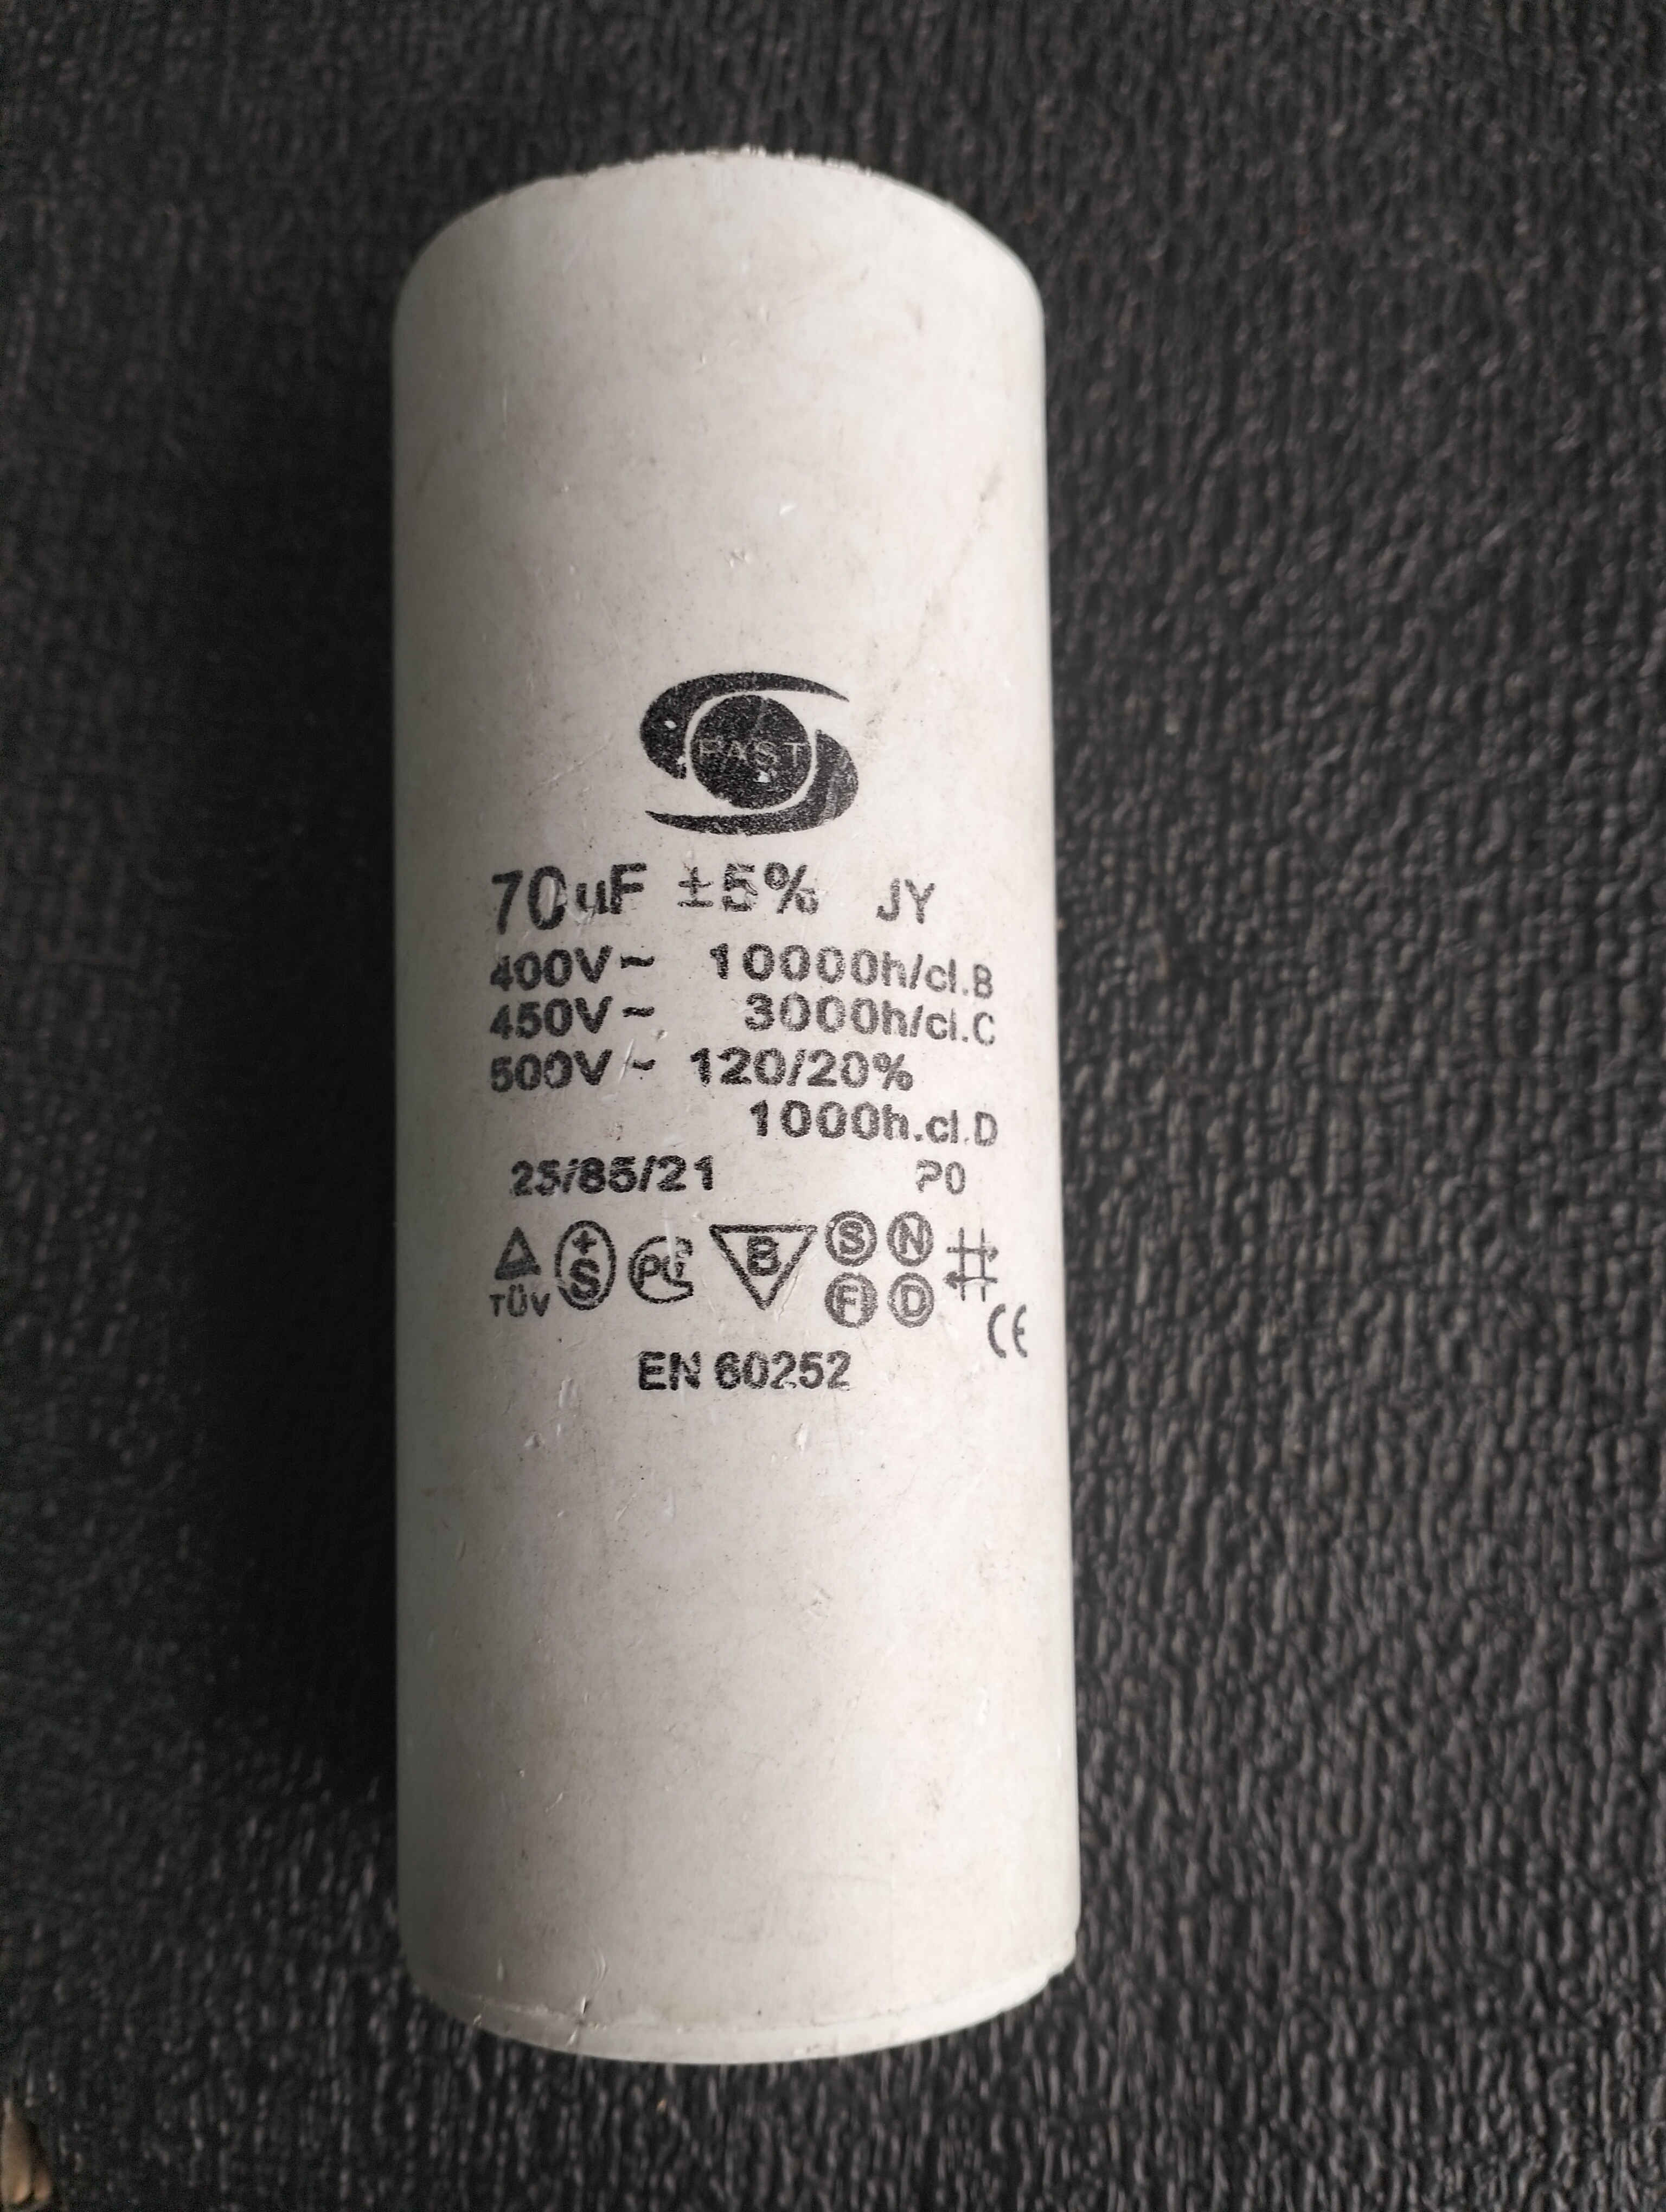 70uF ±5% JY
400V~ 10000h/cl.B
450V~ 3000h/cl.C
500V~ 120/20%
1000h.cl.D
25/85/21 P0
TÜV +S B S N
FI D CE
EN 60252